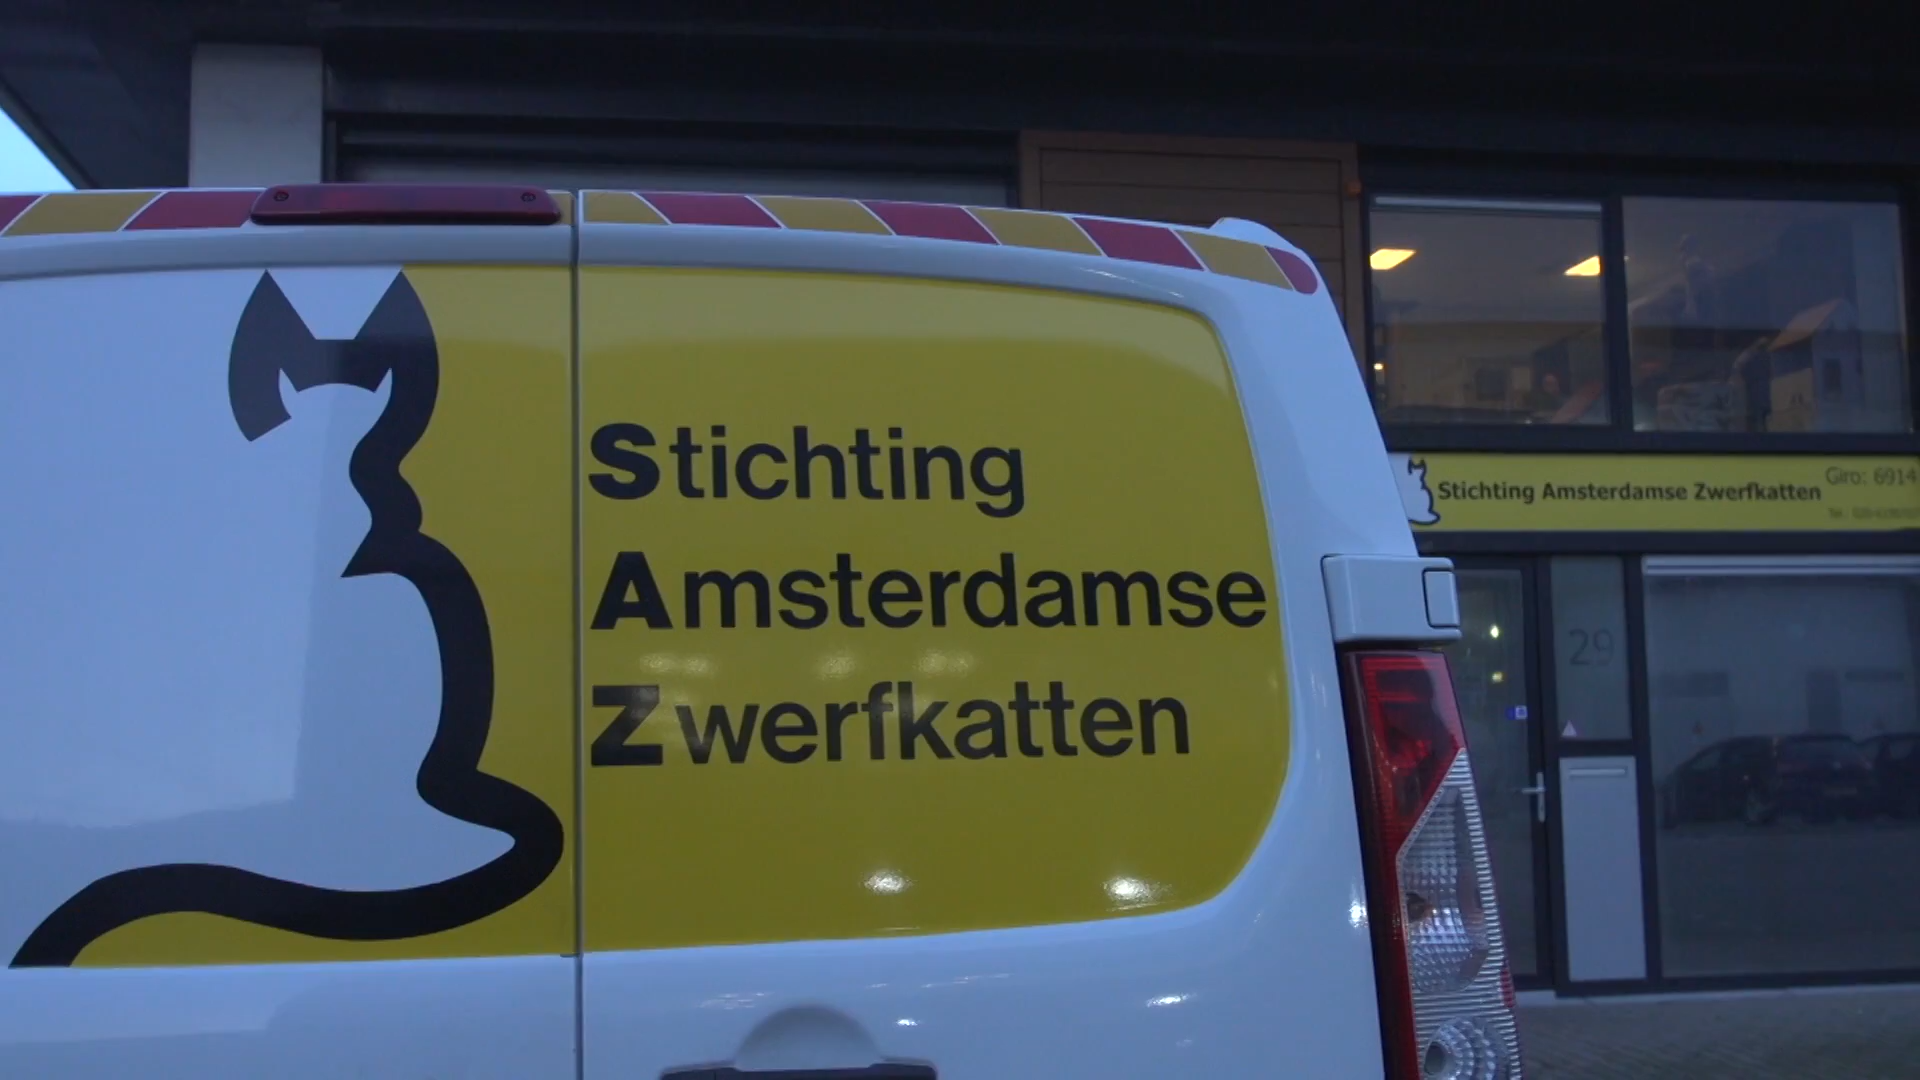 Stichting
Amsterdamse
Zwerfkatten
Stichting Amsterdamse Zwerfkatten
Giro: 6914
29